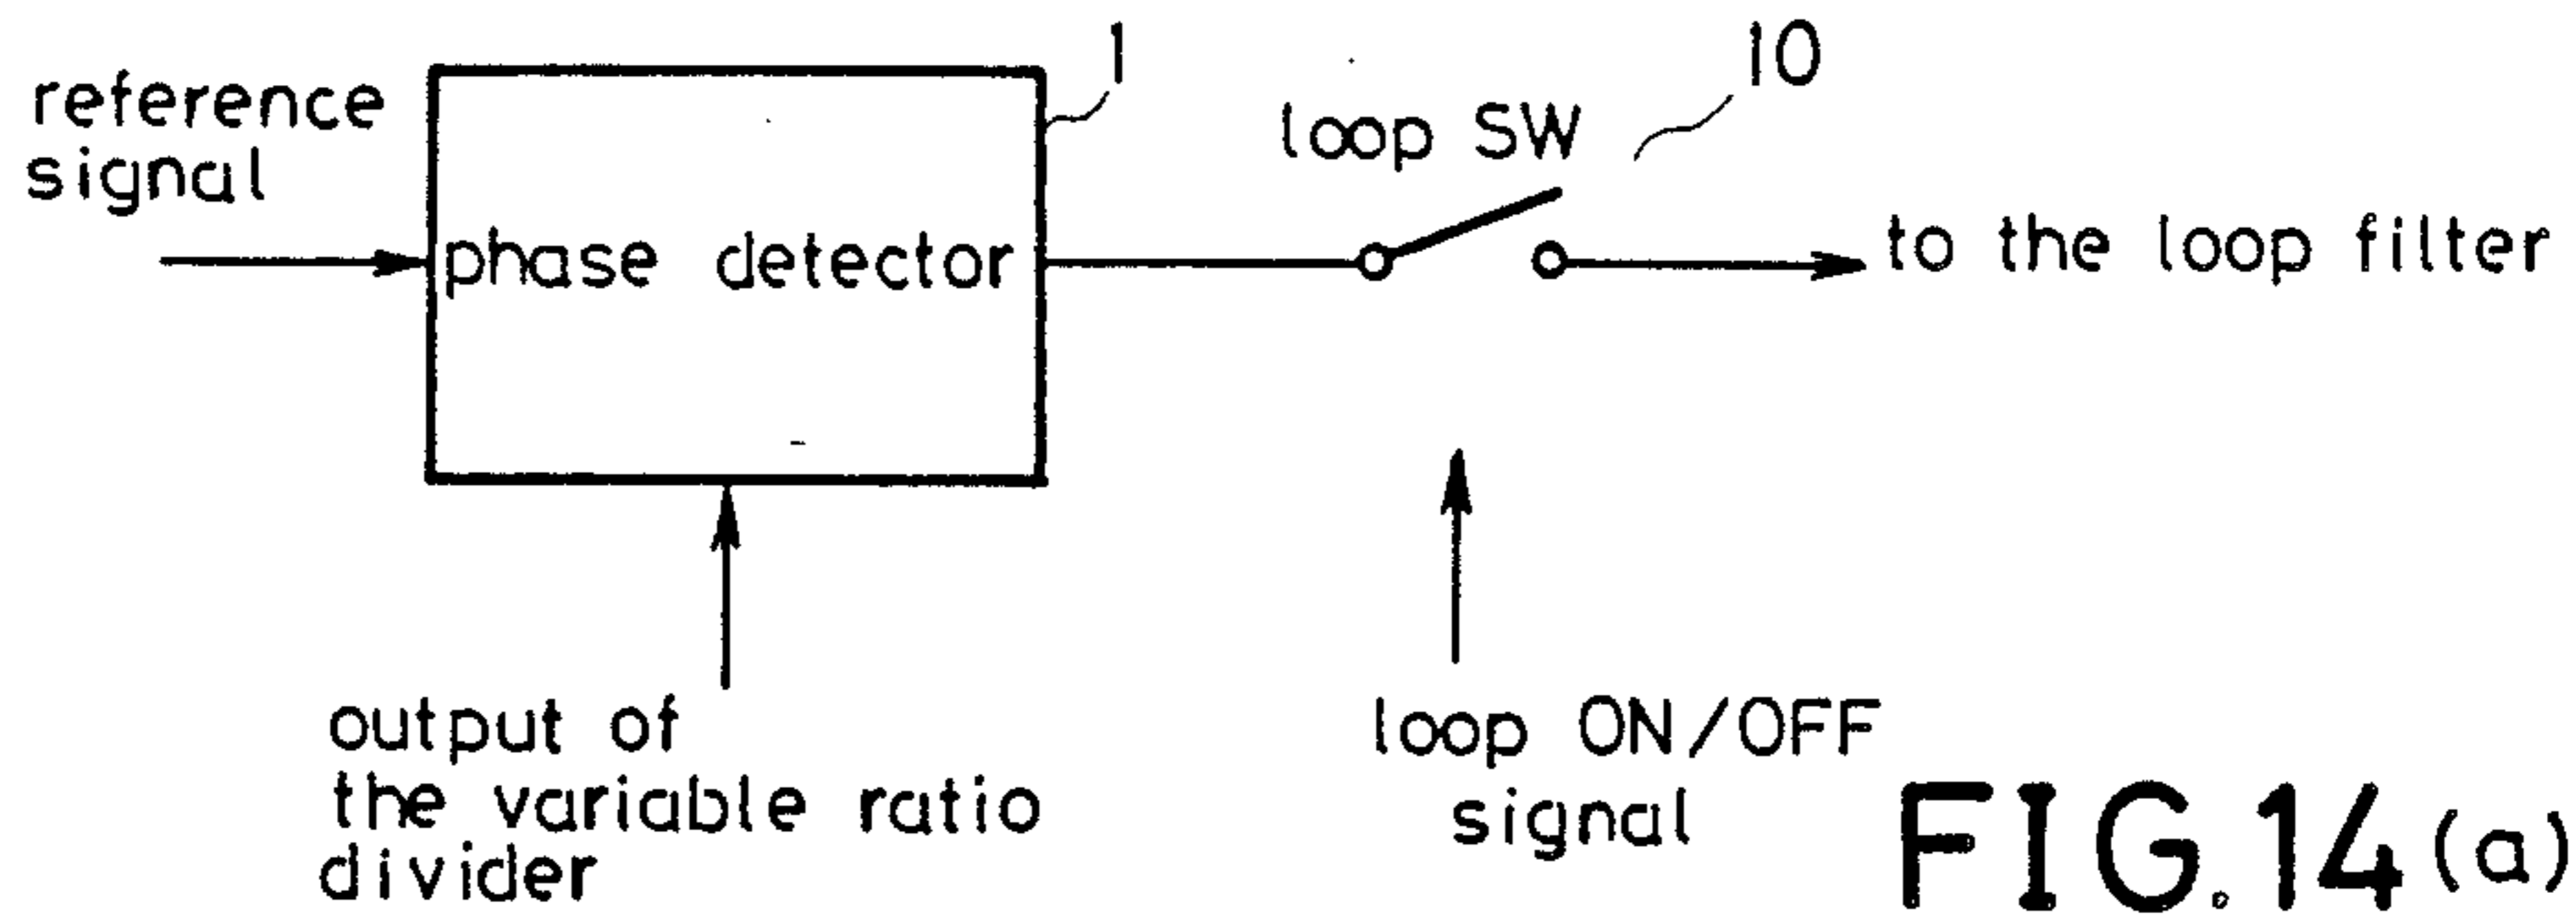 1
10
reference
signal
loop SW
phase detector
to the loop filter
output of
the variable ratio
divider
loop ON/OFF
signal
FIG.14(a)